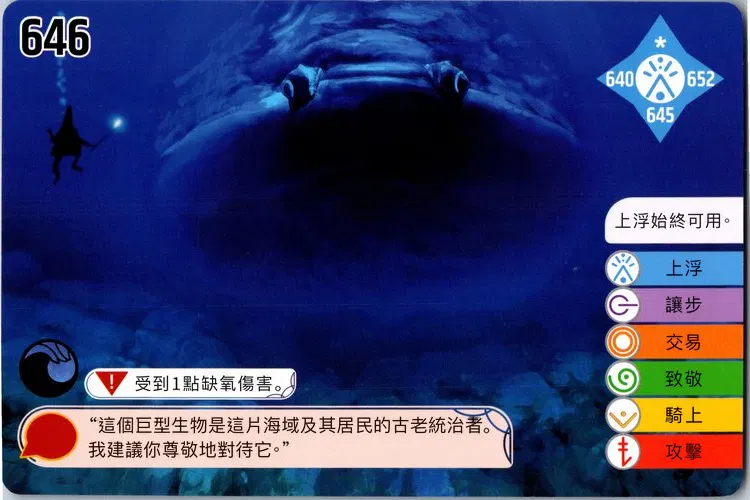 646
*
640
652
645
上浮始終可用。
上浮
讓步
交易
致敬
騎上
攻擊
! 受到1點缺氧傷害。
“這個巨型生物是這片海域及其居民的古老統治者。
我建議你尊敬地對待它。”